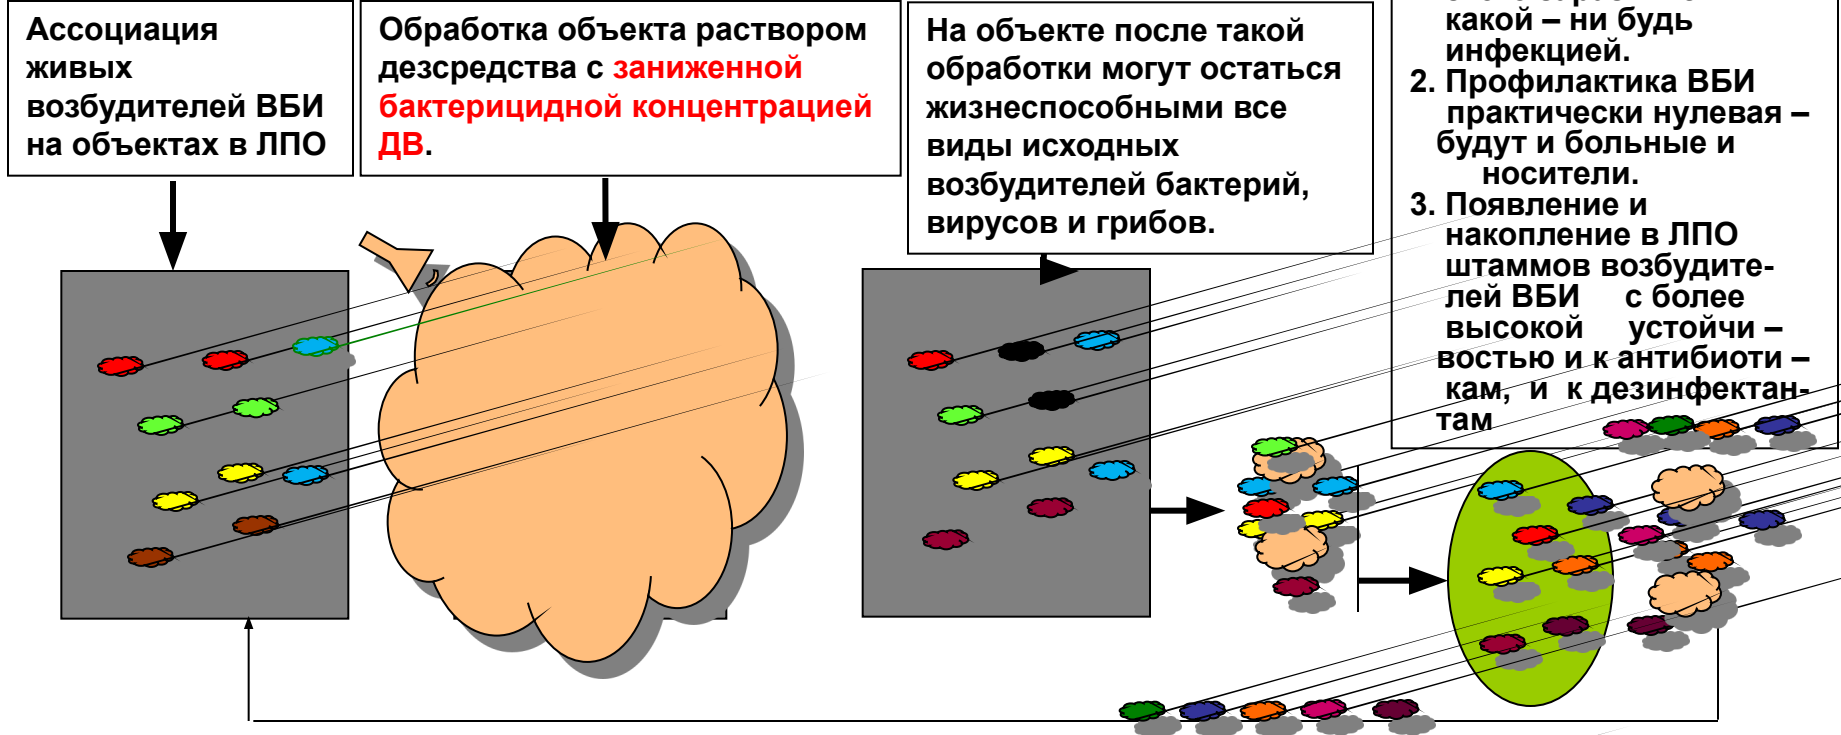 Ассоциация
живых
возбудителей ВБИ
на объектах в ЛПО
Обработка объекта раствором
дезсредства с заниженной
бактерицидной концентрацией
ДВ.
На объекте после такой
обработки могут остаться
жизнеспособными все
виды исходных
возбудителей бактерий,
вирусов и грибов.
какой – ни будь
инфекцией.
2. Профилактика ВБИ
практически нулевая –
будут и больные и
носители.
3. Появление и
накопление в ЛПО
штаммов возбудите-
лей ВБИ с более
высокой устойчи –
востью и к антибиоти –
кам, и к дезинфектан-
там